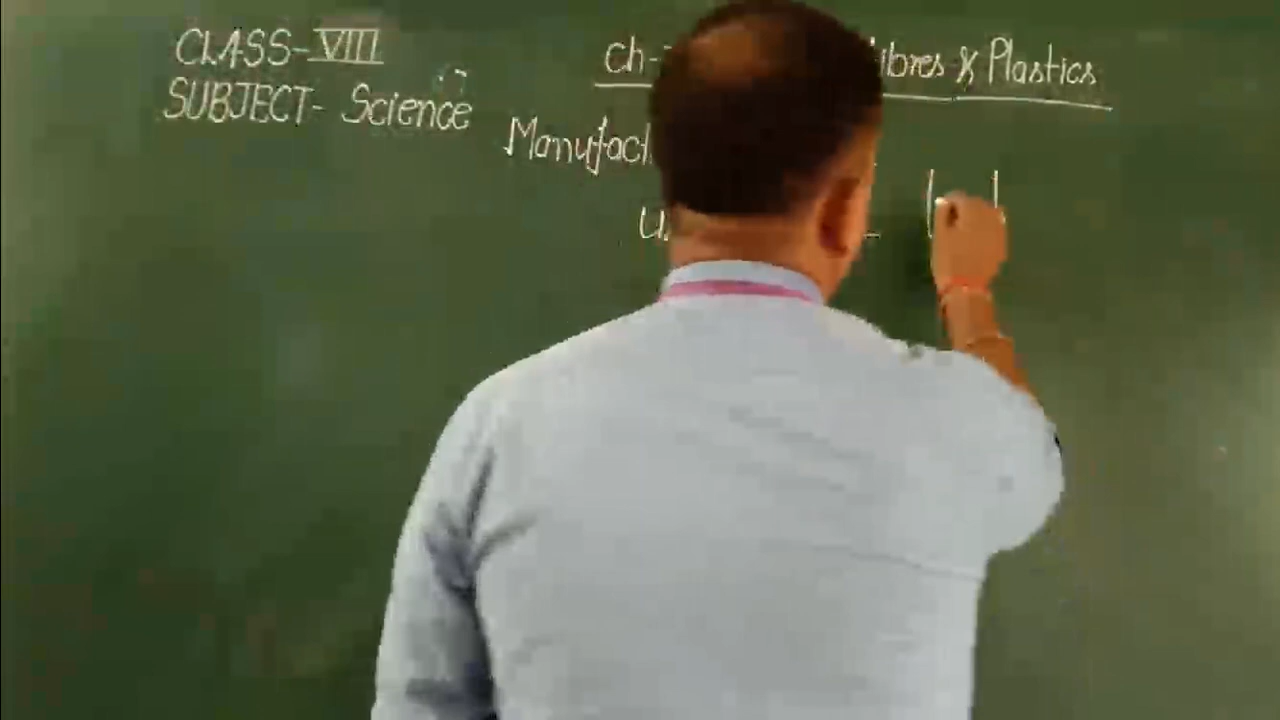 CLASS-VIII
SUBJECT- Science
Ch- ibres & Plastics
Manufact